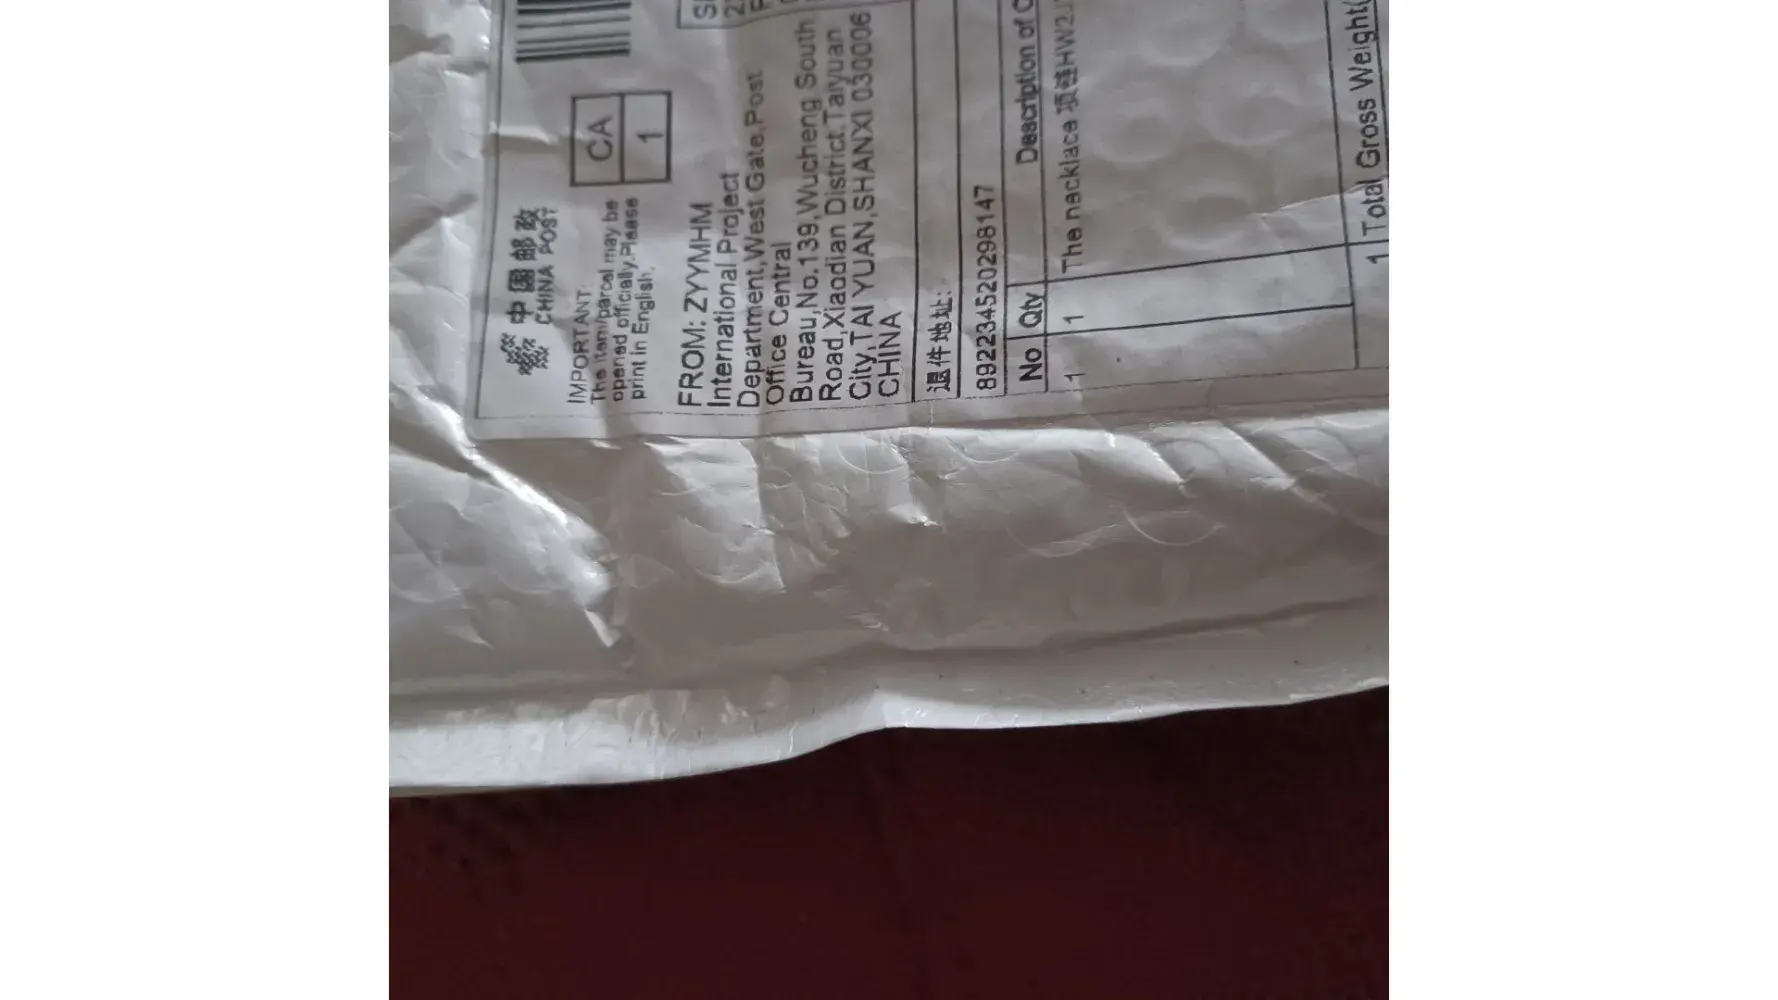 中国邮政
CHINA POST
CA
1
IMPORTANT:
The item/parcel may be
opened officially.Please
print in English.
FROM: ZYYMHM
International Project
Department,West Gate,Post
Office Central
Bureau,No.139,Wucheng South
Road,Xiaodian District,Taiyuan
City,TAI YUAN,SHANXI 030006
CHINA
退件地址:
89223452029814​7
No Qty Description of
1 1 The necklace
1 Total Gross Weight(